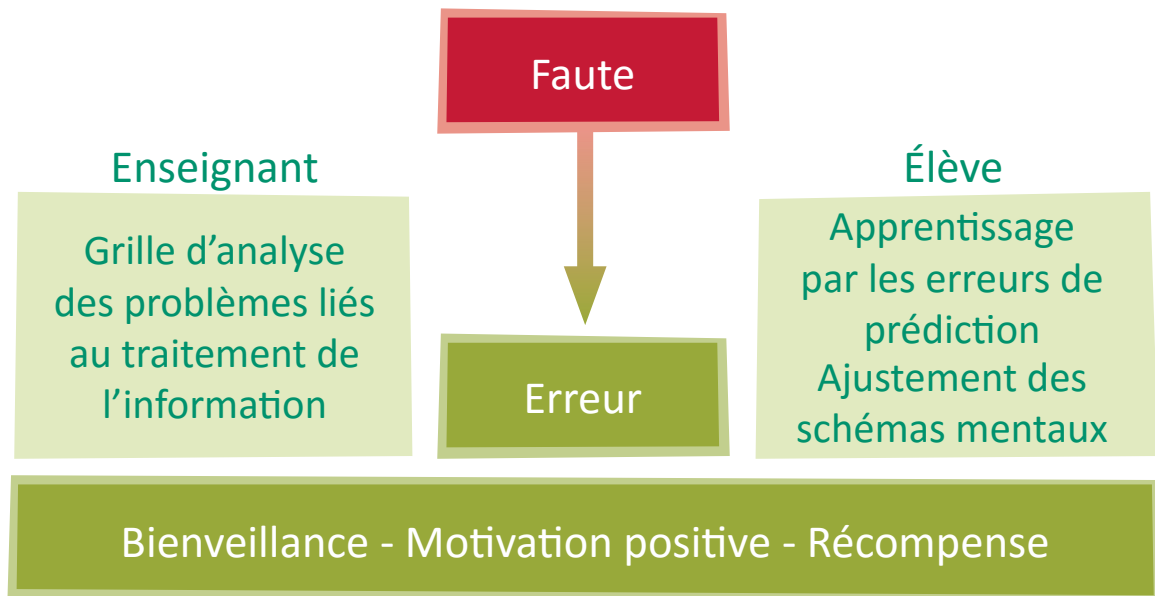 Faute
Enseignant
Grille d’analyse
des problèmes liés
au traitement de
l’information
Erreur
Élève
Apprentissage
par les erreurs de
prédiction
Ajustement des
schémas mentaux
Bienveillance - Motivation positive - Récompense